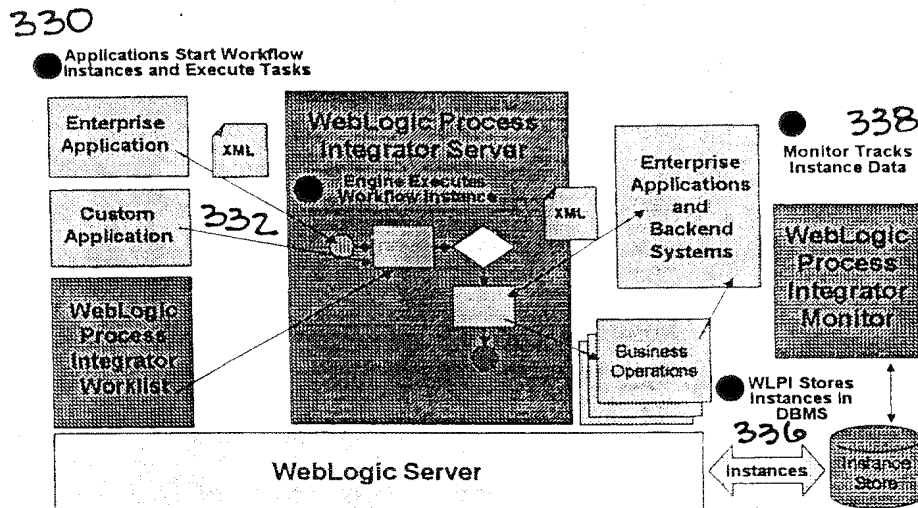 330
Applications Start Workflow
Instances and Execute Tasks
Enterprise
Application
XML
Custom
Application
332
WebLogic
Process
Integrator
Worklist
WebLogic Process
Integrator Server
Engine Executes
Workflow Instance
XML
Enterprise
Applications
and
Backend
Systems
Business
Operations
338
Monitor Tracks
Instance Data
WebLogic
Process
Integrator
Monitor
WLPI Stores
Instances in
DBMS
336
WebLogic Server
Instances
Instance
Store